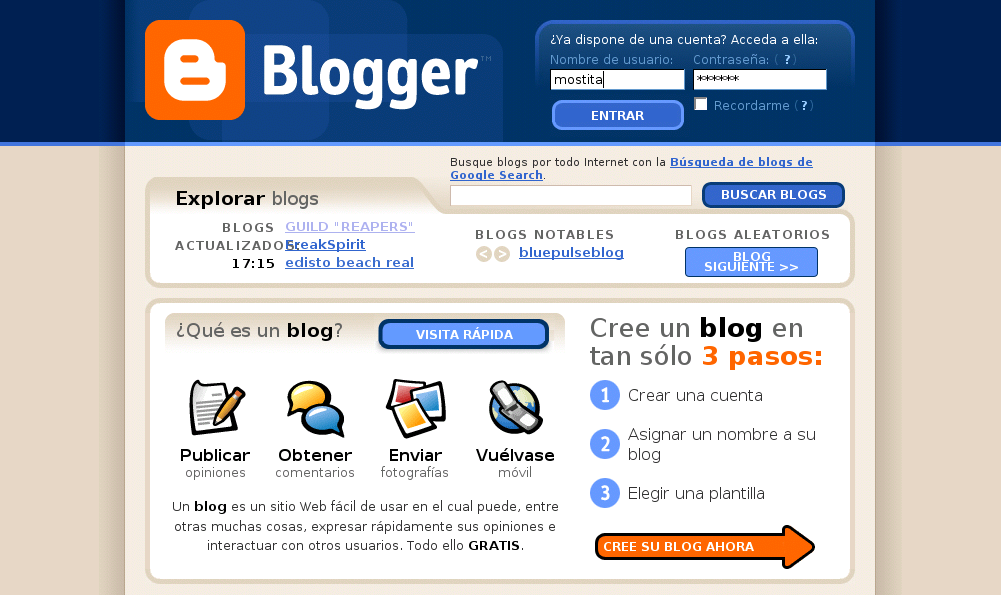 Blogger™
¿Ya dispone de una cuenta? Acceda a ella:
Nombre de usuario: Contraseña: ( ? )
mostita ******
ENTRAR Recordarme ( ? )
Busque blogs por todo Internet con la Búsqueda de blogs de
Google Search.
BUSCAR BLOGS
Explorar blogs
BLOGS
ACTUALIZADOS:
17:15
GUILD "REAPERS"
FreakSpirit
edisto beach real
BLOGS NOTABLES
< > bluepulseblog
BLOGS ALEATORIOS
BLOG
SIGUIENTE >>
¿Qué es un blog?
VISITA RÁPIDA
Publicar
opiniones
Obtener
comentarios
Enviar
fotografías
Vuélvase
móvil
Un blog es un sitio Web fácil de usar en el cual puede, entre
otras muchas cosas, expresar rápidamente sus opiniones e
interactuar con otros usuarios. Todo ello GRATIS.
Cree un blog en
tan sólo 3 pasos:
1 Crear una cuenta
2 Asignar un nombre a su
blog
3 Elegir una plantilla
CREE SU BLOG AHORA